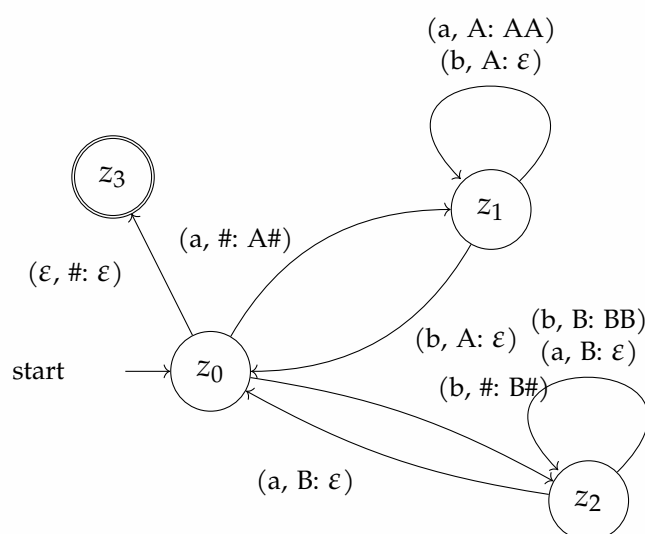 (a, A: AA)
(b, A: ε)
z₃
z₁
(a, #: A#)
(ε, #: ε)
(b, A: ε)
(b, B: BB)
(a, B: ε)
start
z₀
(b, #: B#)
(a, B: ε)
z₂